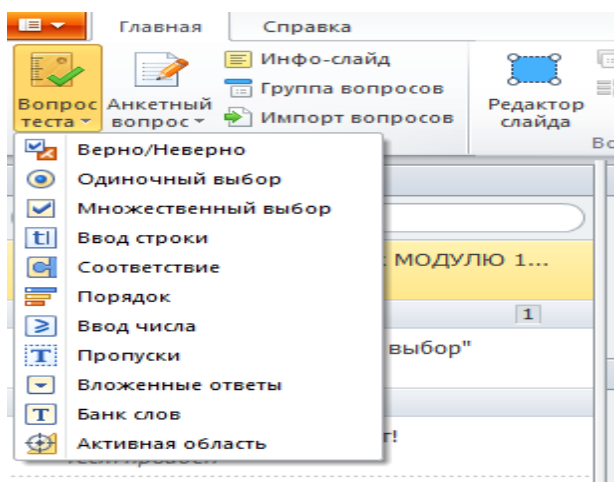 Главная Справка
Инфо-слайд
Группа вопросов
Импорт вопросов
Вопрос теста
Анкетный вопрос
Редактор слайда
Верно/Неверно
Одиночный выбор
Множественный выбор
Ввод строки
Соответствие
МОДУЛЮ 1...
Порядок
1
Ввод числа
выбор"
Пропуски
Вложенные ответы
Банк слов
Активная область